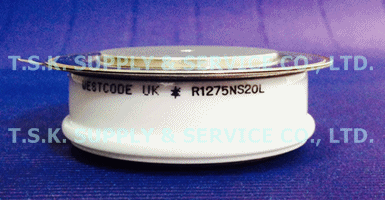 T.S.K. SUPPLY & SERVICE CO., LTD.
WESTCODE UK ✳ R1275NS20L
T.S.K. SUPPLY & SERVICE CO., LTD.